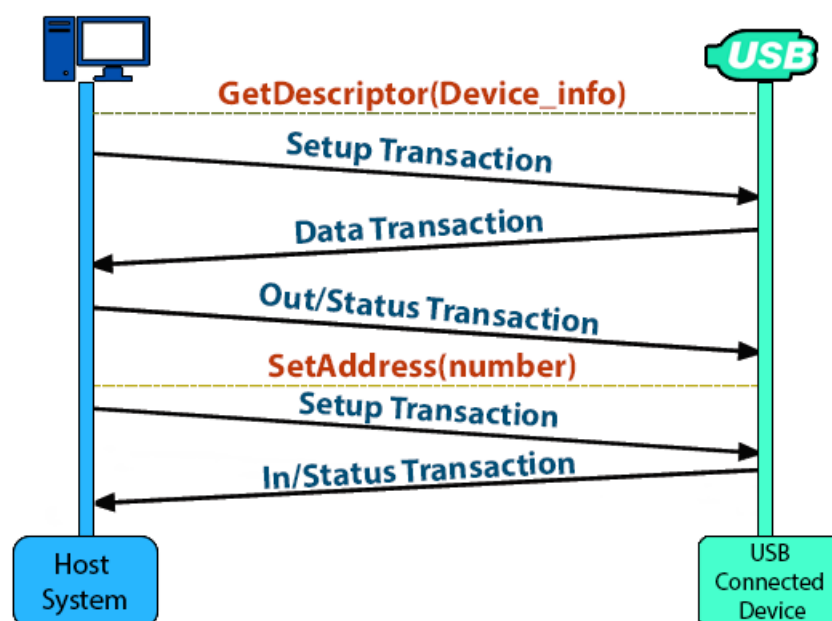 USB
GetDescriptor(Device_info)
Setup Transaction
Data Transaction
Out/Status Transaction
SetAddress(number)
Setup Transaction
In/Status Transaction
Host
System
USB
Connected
Device